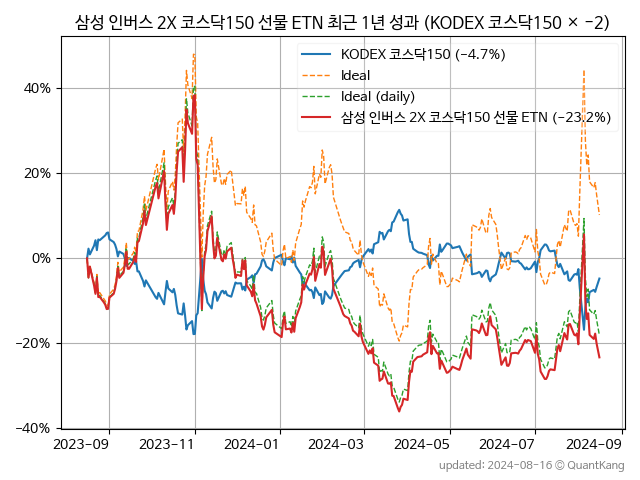 삼성 인버스 2X 코스닥150 선물 ETN 최근 1년 성과 (KODEX 코스닥150 × −2)
KODEX 코스닥150 (−4.7%)
Ideal
Ideal (daily)
삼성 인버스 2X 코스닥150 선물 ETN (−23.2%)
40%
20%
0%
−20%
−40%
2023−09 2023−11 2024−01 2024−03 2024−05 2024−07 2024−09
updated: 2024−08−16 © QuantKang